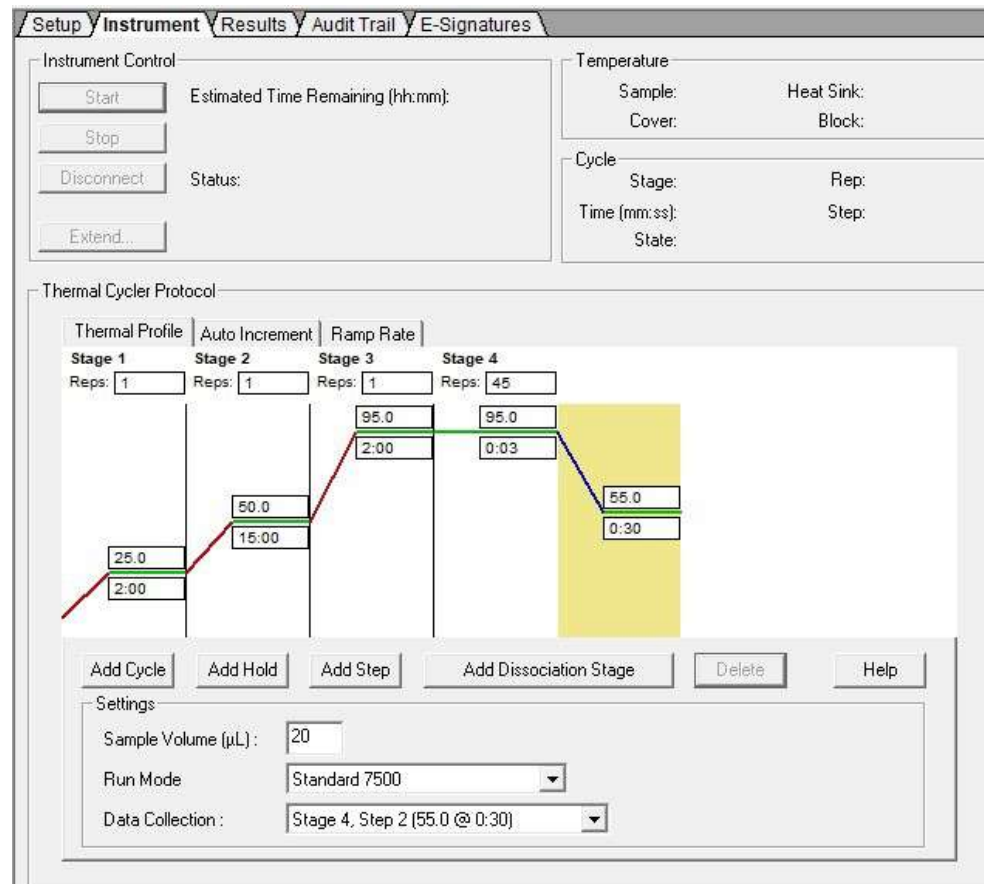 Setup Instrument Results Audit Trail E-Signatures
Instrument Control
Start Estimated Time Remaining (hh:mm):
Stop
Disconnect Status:
Extend...
Temperature
Sample: Heat Sink:
Cover: Block:
Cycle
Stage: Rep:
Time (mm:ss): Step:
State:
Thermal Cycler Protocol
Thermal Profile Auto Increment Ramp Rate
Stage 1 Stage 2 Stage 3 Stage 4
Reps: 1 Reps: 1 Reps: 1 Reps: 45
95.0 95.0
2:00 0:03
50.0 55.0
15:00 0:30
25.0
2:00
Add Cycle Add Hold Add Step Add Dissociation Stage Delete Help
Settings
Sample Volume (µL) : 20
Run Mode Standard 7500
Data Collection : Stage 4, Step 2 (55.0 @ 0:30)